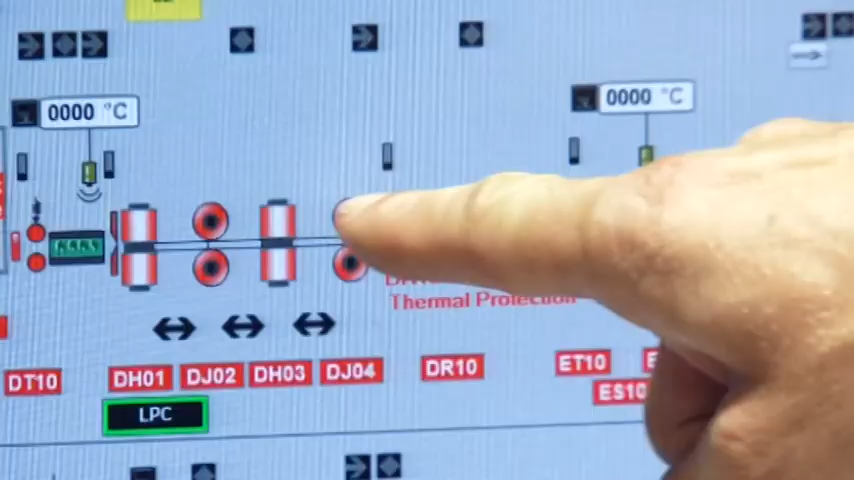 0000 °C
0000 °C
Thermal Protection
DT10
DH01
DJ02
DH03
DJ04
DR10
ET10
ES10
LPC